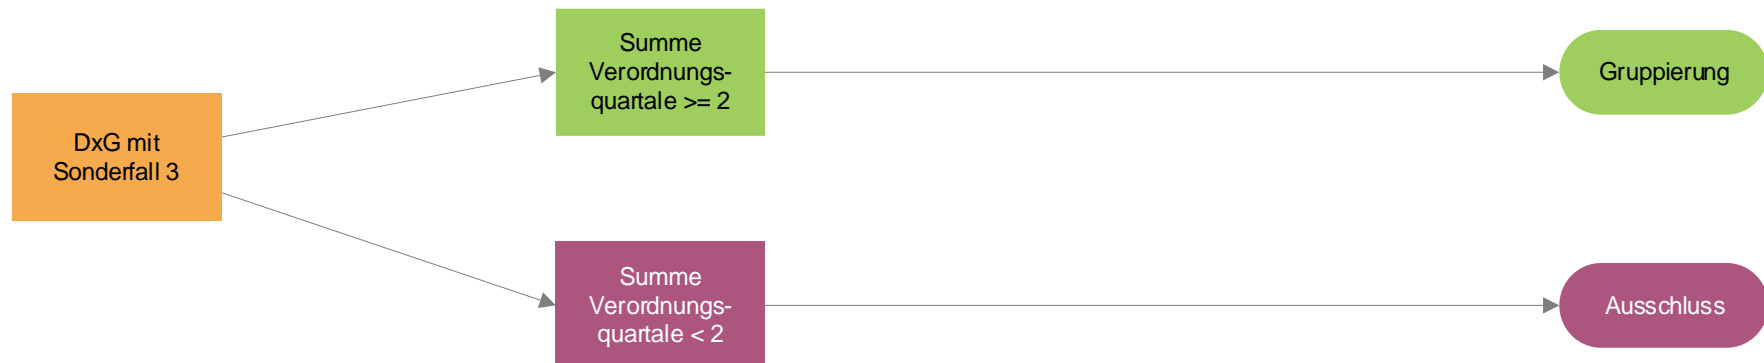 DxG mit
Sonderfall 3
Summe
Verordnungs-
quartale >= 2
Gruppierung
Summe
Verordnungs-
quartale < 2
Ausschluss